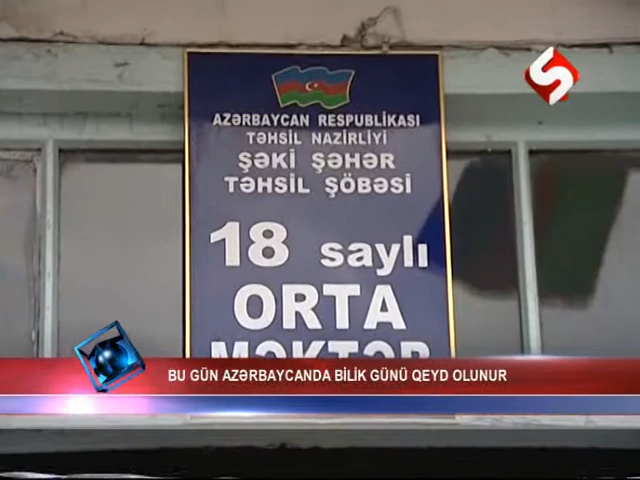 AZƏRBAYCAN RESPUBLİKASI
TƏHSİL NAZİRLİYİ
ŞƏKİ ŞƏHƏR
TƏHSİL ŞÖBƏSİ
18 saylı
ORTA
MƏKTƏB
BU GÜN AZƏRBAYCANDA BİLİK GÜNÜ QEYD OLUNUR
S